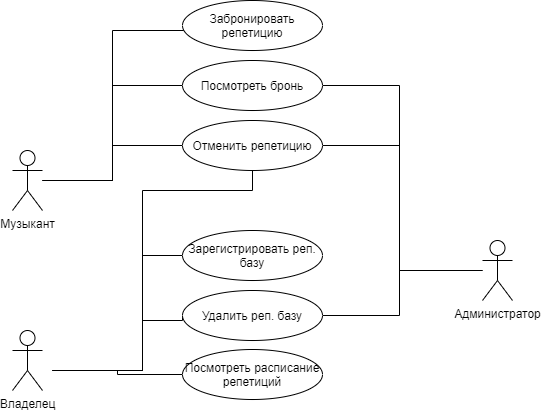 Забронировать
репетицию
Посмотреть бронь
Отменить репетицию
Музыкант
Зарегистрировать реп.
базу
Администратор
Удалить реп. базу
Посмотреть расписание
репетиций
Владелец